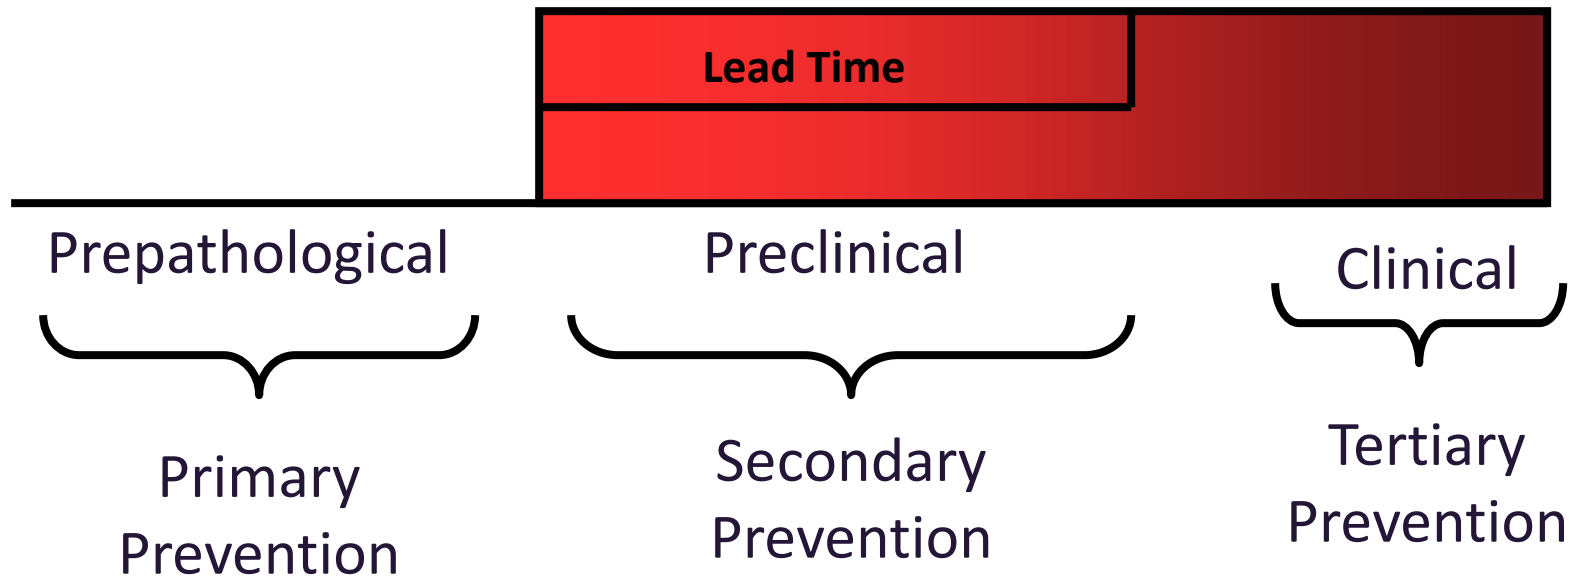 Lead Time
Prepathological
Preclinical
Clinical
Primary
Prevention
Secondary
Prevention
Tertiary
Prevention